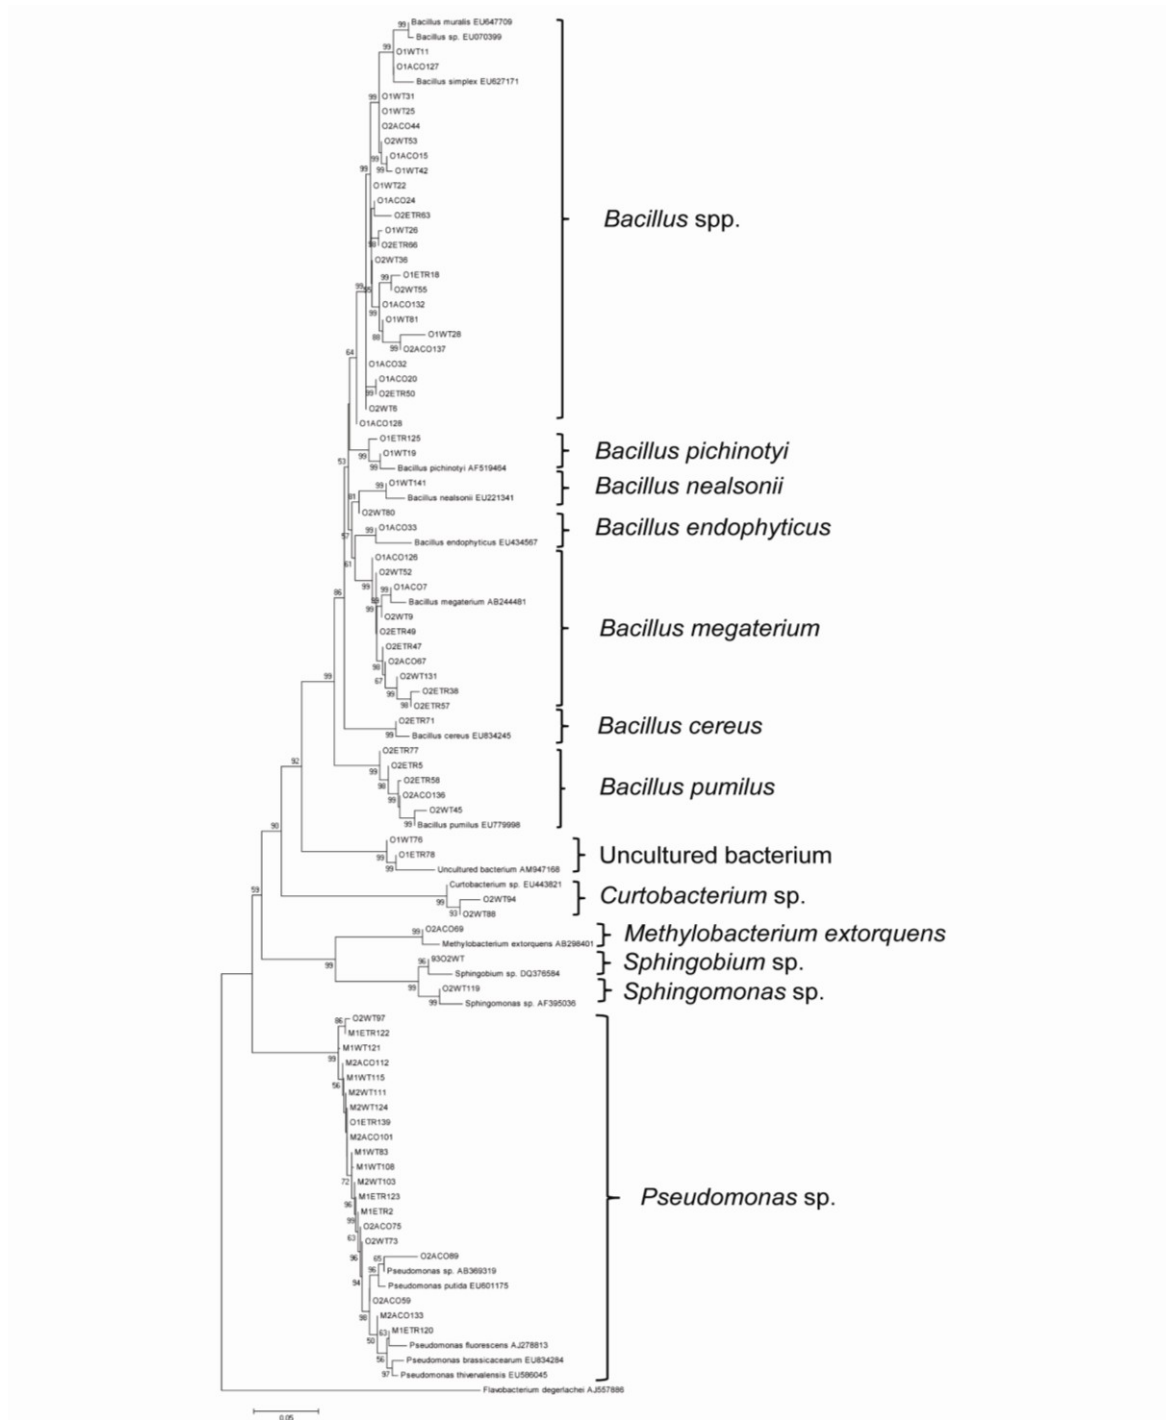 Bacillus muralis EU647709
Bacillus sp. EU070399
O1WT11
O1ACO127
Bacillus simplex EU627171
O1WT31
O1WT25
O2ACO44
O2WT53
O1ACO15
O1WT42
O1WT22
O1ACO24
O2ETR63
O1WT26
O2ETR66
O2WT36
O1ETR18
O2WT55
O1ACO132
O1WT81
O1WT28
O2ACO137
O1ACO32
O1ACO20
O2ETR50
O2WT6
O1ACO128
Bacillus spp.
O1ETR125
O1WT19
Bacillus pichinotyi AF519464
Bacillus pichinotyi
O1WT141
Bacillus nealsonii EU221341
O2WT80
Bacillus nealsonii
O1ACO33
Bacillus endophyticus EU434567
Bacillus endophyticus
O1ACO126
O2WT52
O1ACO7
Bacillus megaterium AB244481
O2WT9
O2ETR49
O2ETR47
O2ACO67
O2WT131
O2ETR38
O2ETR57
Bacillus megaterium
O2ETR71
Bacillus cereus EU834245
Bacillus cereus
O2ETR77
O2ETR5
O2ETR58
O2ACO136
O2WT45
Bacillus pumilus EU779998
Bacillus pumilus
O1WT76
O1ETR78
Uncultured bacterium AM947166
Uncultured bacterium
Curtobacterium sp. EU443821
O2WT94
O2WT88
Curtobacterium sp.
O2ACO69
Methylobacterium extorquens AB298401
Methylobacterium extorquens
93O2WT
Sphingobium sp. DQ376584
Sphingobium sp.
O2WT119
Sphingomonas sp. AF395036
Sphingomonas sp.
O2WT97
M1ETR122
M1WT121
M2ACO112
M1WT115
M2WT111
M2WT124
O1ETR139
M2ACO101
M1WT83
M1WT108
M2WT103
M1ETR123
M1ETR2
O2ACO75
O2WT73
O2ACO89
Pseudomonas sp. AB369319
Pseudomonas putida EU601175
O2ACO59
M2ACO133
M1ETR120
Pseudomonas fluorescens AJ278813
Pseudomonas brassicacearum EU834284
Pseudomonas thivervalensis EU586045
Pseudomonas sp.
Flavobacterium degerlachei AJ557886
0.05